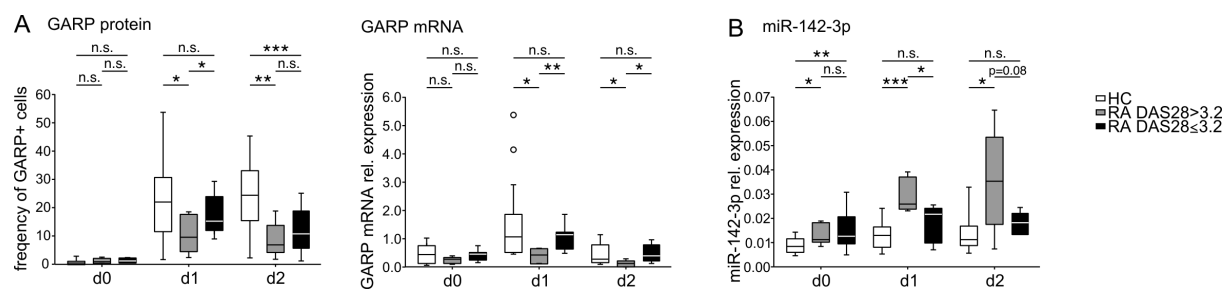 A GARP protein
n.s. n.s. ***
n.s. * n.s.
n.s. * **
freqency of GARP+ cells
60
50
40
30
20
10
0
d0 d1 d2
GARP mRNA
n.s. n.s. n.s.
n.s. ** *
n.s. * *
GARP mRNA rel. expression
6.0
5.0
4.0
3.0
2.0
1.0
0.0
d0 d1 d2
B miR-142-3p
** n.s. n.s.
n.s. * p=0.08
* *** *
miR-142-3p rel. expression
0.07
0.06
0.05
0.04
0.03
0.02
0.01
0.00
d0 d1 d2
HC
RA DAS28>3.2
RA DAS28≤3.2